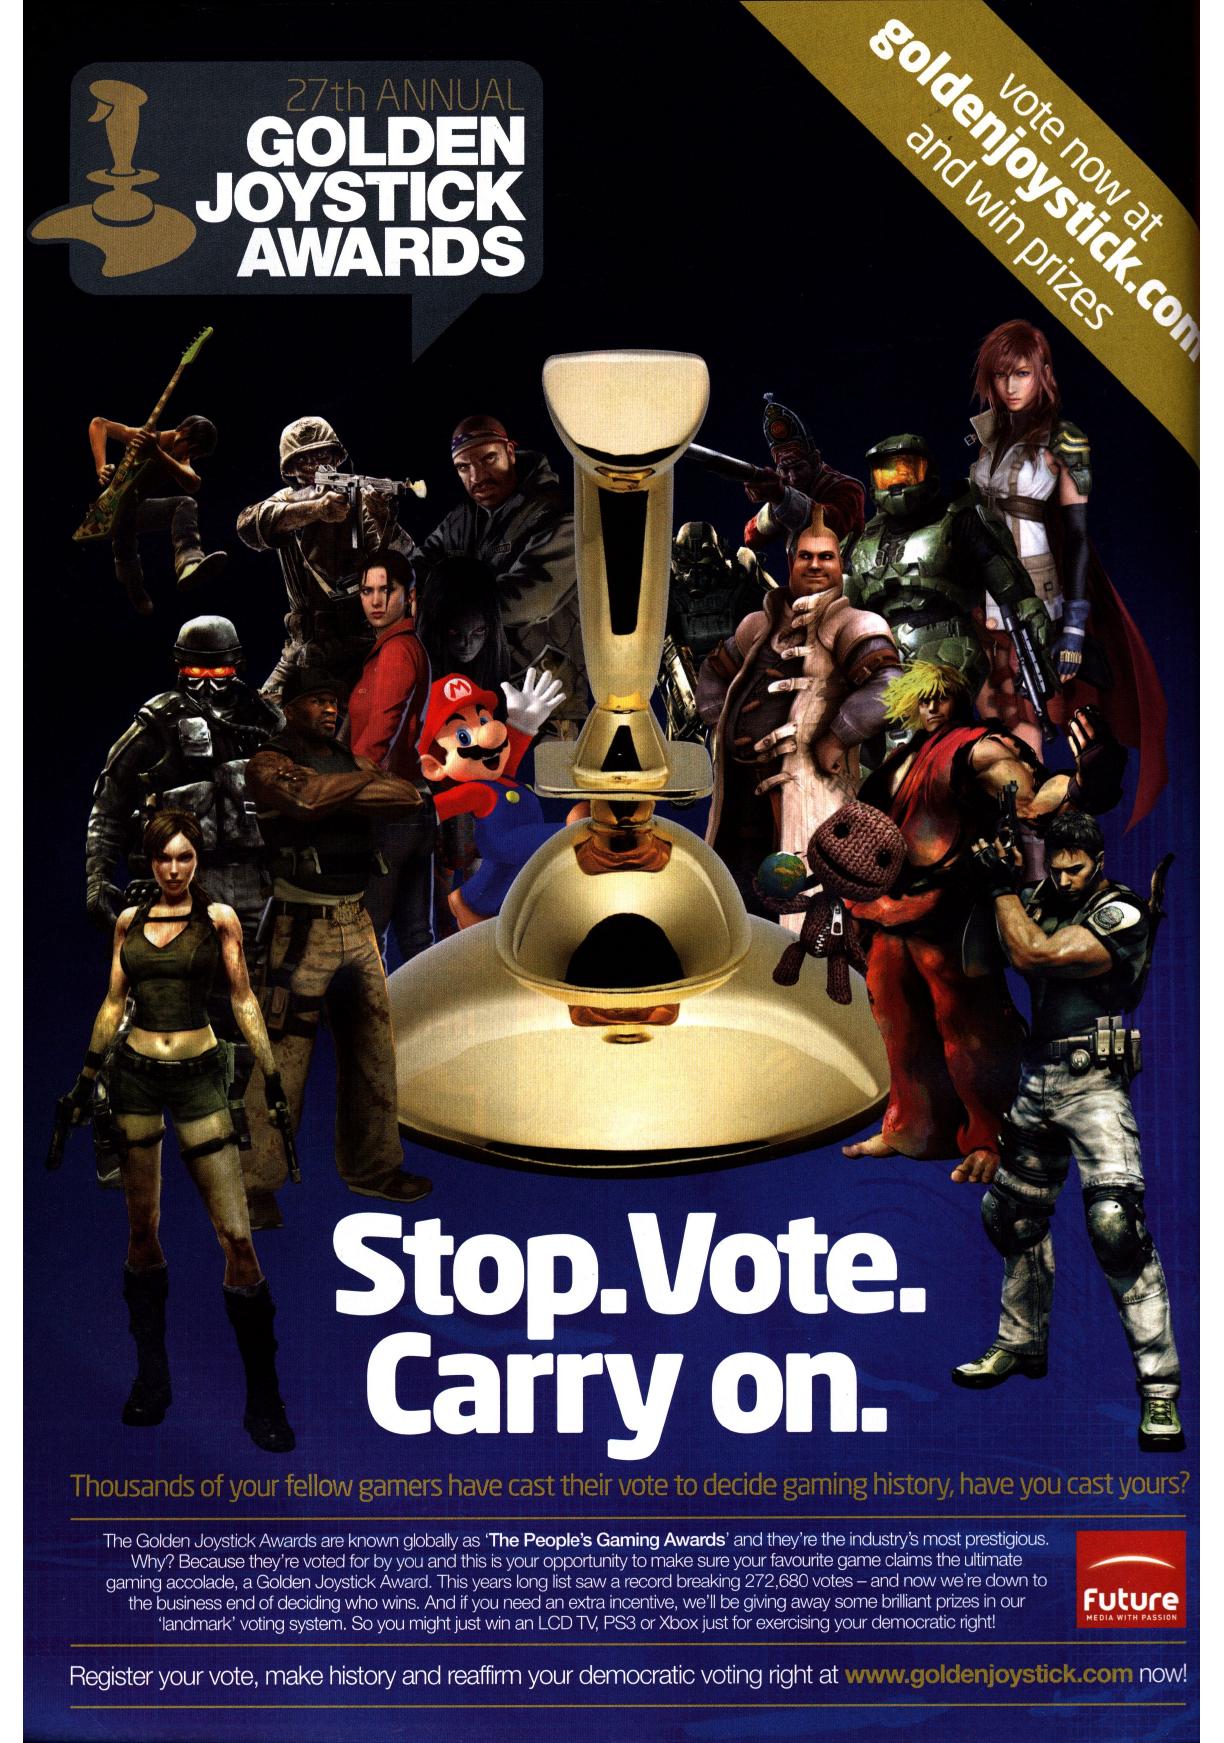 27th ANNUAL
GOLDEN
JOYSTICK
AWARDS
vote now at
goldenjoystick.com
and win prizes
M
Stop.Vote.
Carry on.
Thousands of your fellow gamers have cast their vote to decide gaming history, have you cast yours?
The Golden Joystick Awards are known globally as ‘The People’s Gaming Awards’ and they’re the industry’s most prestigious.
Why? Because they’re voted for by you and this is your opportunity to make sure your favourite game claims the ultimate
gaming accolade, a Golden Joystick Award. This years long list saw a record breaking 272,680 votes – and now we’re down to
the business end of deciding who wins. And if you need an extra incentive, we’ll be giving away some brilliant prizes in our
‘landmark’ voting system. So you might just win an LCD TV, PS3 or Xbox just for exercising your democratic right!
Future
MEDIA WITH PASSION
Register your vote, make history and reaffirm your democratic voting right at www.goldenjoystick.com now!